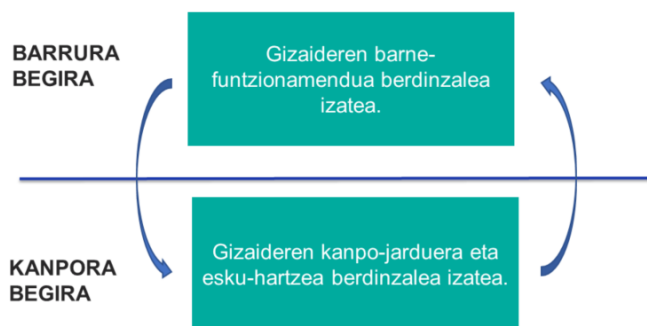 BARRURA
BEGIRA
Gizaideren barne-
funtzionamendua berdinzalea
izatea.
KANPORA
BEGIRA
Gizaideren kanpo-jarduera eta
esku-hartzea berdinzalea izatea.